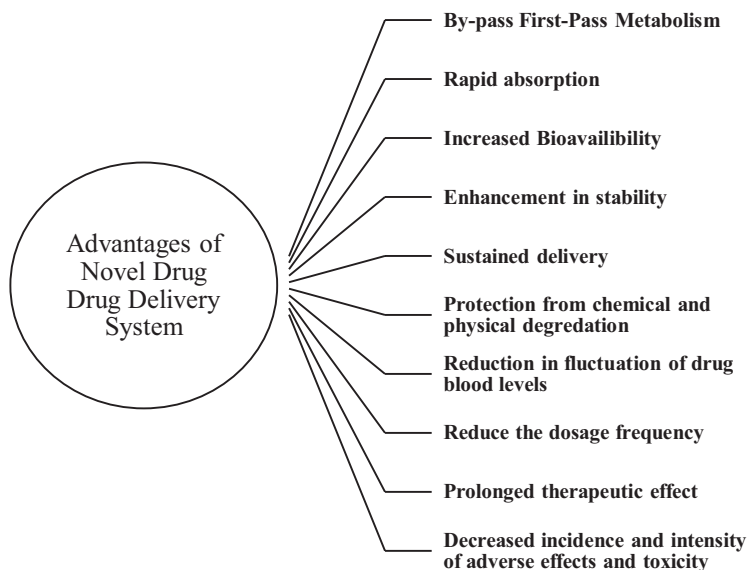 By-pass First-Pass Metabolism
Rapid absorption
Increased Bioavailibility
Enhancement in stability
Advantages of
Novel Drug
Drug Delivery
System
Sustained delivery
Protection from chemical and
physical degredation
Reduction in fluctuation of drug
blood levels
Reduce the dosage frequency
Prolonged therapeutic effect
Decreased incidence and intensity
of adverse effects and toxicity